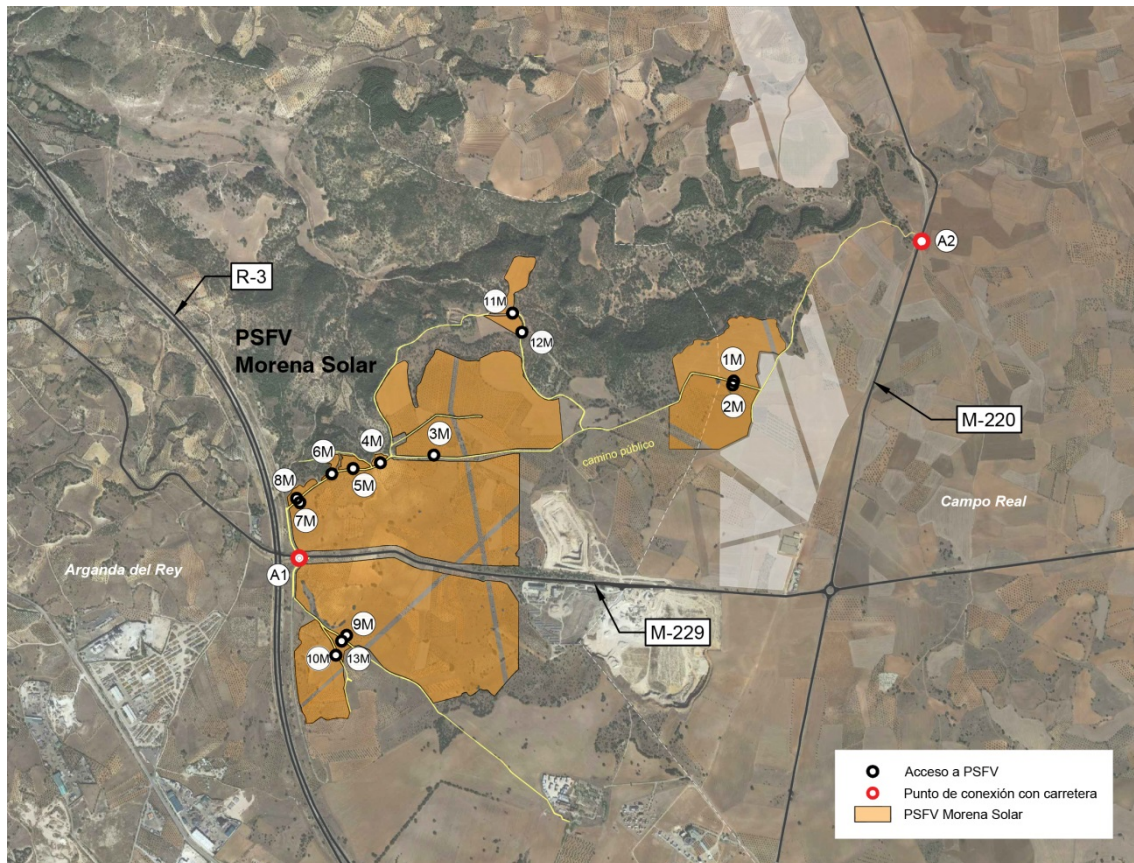 A2
R-3
11M
PSFV
Morena Solar
12M
1M
2M
M-220
4M
3M
camino público
6M
5M
8M
Campo Real
7M
Arganda del Rey
A1
9M
M-229
10M
13M
Acceso a PSFV
Punto de conexión con carretera
PSFV Morena Solar